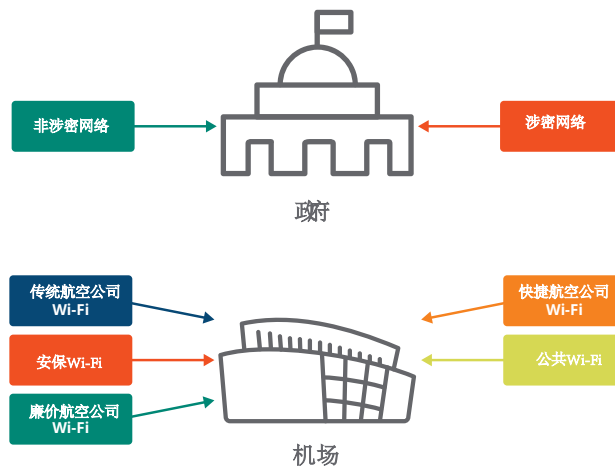 非涉密网络
涉密网络
政府
传统航空公司
Wi-Fi
快捷航空公司
Wi-Fi
安保Wi-Fi
公共Wi-Fi
廉价航空公司
Wi-Fi
机场